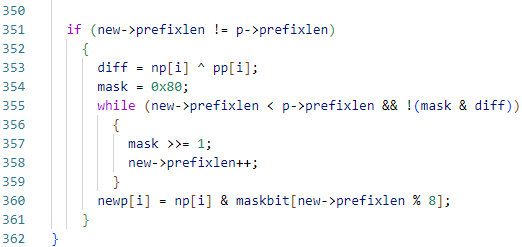 350
351 if (new->prefixlen != p->prefixlen)
352 {
353 diff = np[i] ^ pp[i];
354 mask = 0x80;
355 while (new->prefixlen < p->prefixlen && !(mask & diff))
356 {
357 mask >>= 1;
358 new->prefixlen++;
359 }
360 newp[i] = np[i] & maskbit[new->prefixlen % 8];
361 }
362 }